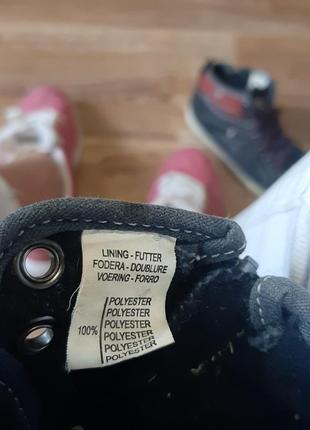 LINING - FUTTER
FODERA - DOUBLURE
VOERING - FORRO
POLYESTER
POLYESTER
POLYESTER
100% POLYESTER
POLYESTER
POLYESTER